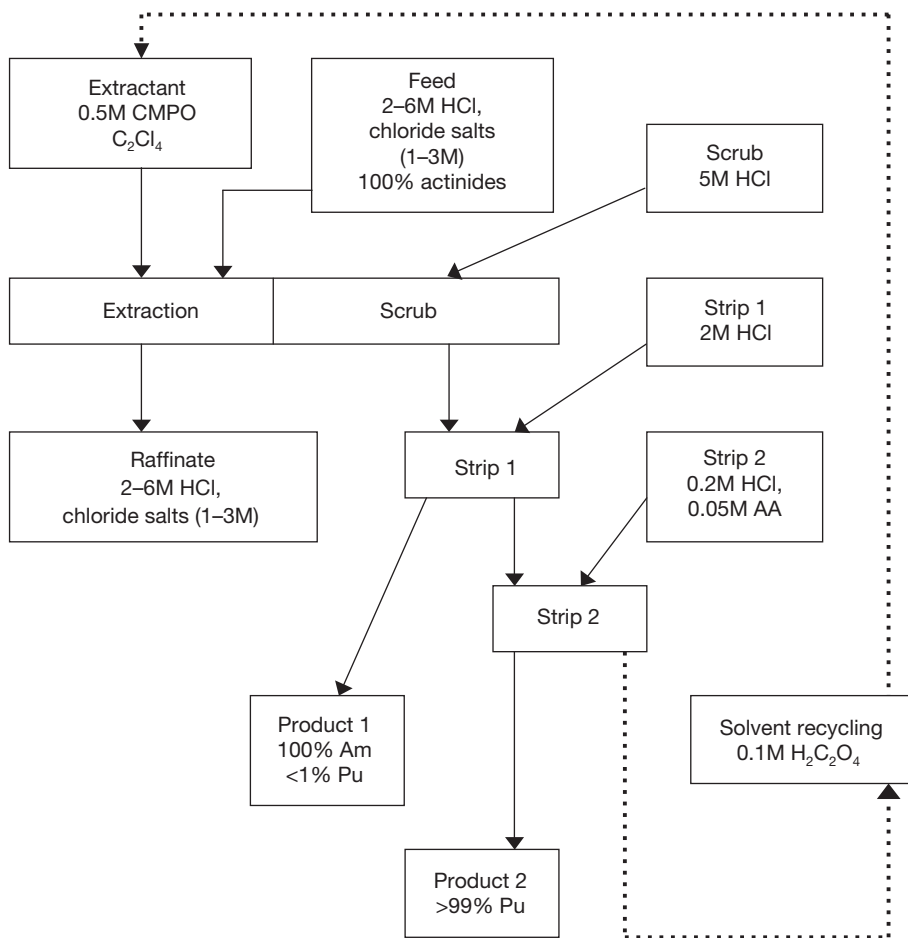 Extractant
0.5M CMPO
C₂Cl₄
Feed
2–6M HCl,
chloride salts
(1–3M)
100% actinides
Scrub
5M HCl
Extraction
Scrub
Strip 1
2M HCl
Raffinate
2–6M HCl,
chloride salts (1–3M)
Strip 1
Strip 2
0.2M HCl,
0.05M AA
Strip 2
Product 1
100% Am
<1% Pu
Solvent recycling
0.1M H₂C₂O₄
Product 2
>99% Pu